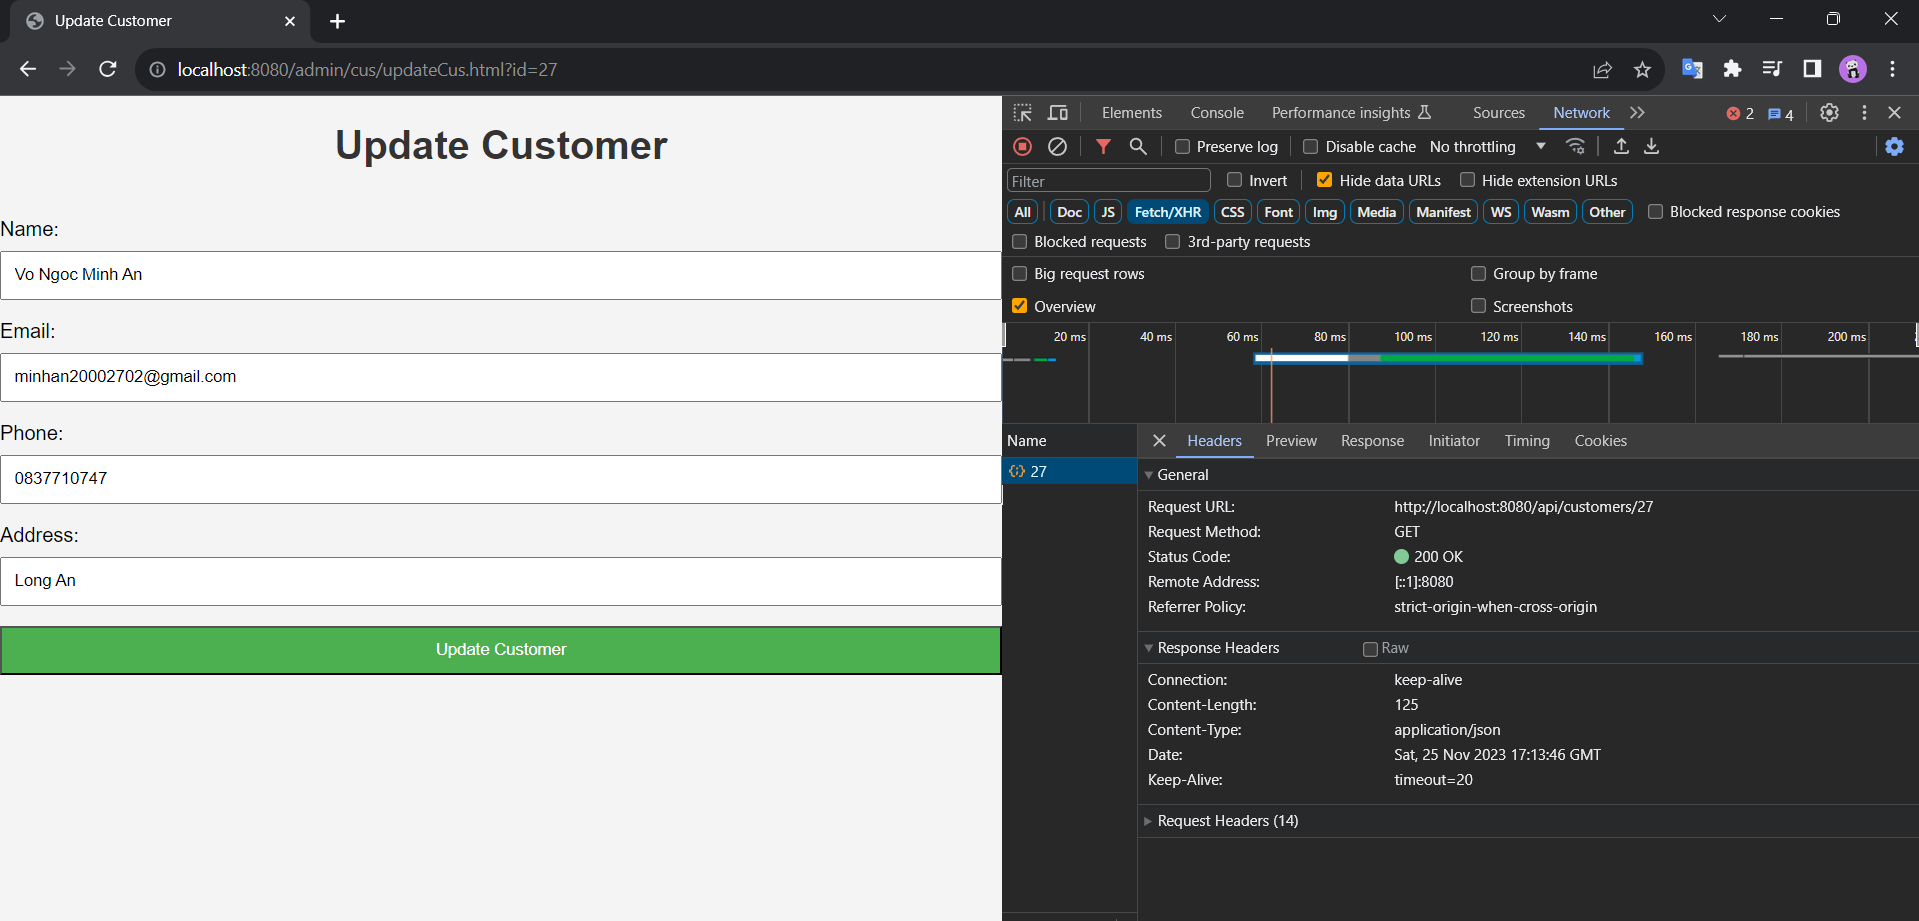 Update Customer
localhost:8080/admin/cus/updateCus.html?id=27
Update Customer
Name:
Vo Ngoc Minh An
Email:
minhan20002702@gmail.com
Phone:
0837710747
Address:
Long An
Update Customer
Elements Console Performance insights Sources Network 2 4
Preserve log Disable cache No throttling
Filter Invert Hide data URLs Hide extension URLs
All Doc JS Fetch/XHR CSS Font Img Media Manifest WS Wasm Other Blocked response cookies
Blocked requests 3rd-party requests
Big request rows Group by frame
Overview Screenshots
20 ms 40 ms 60 ms 80 ms 100 ms 120 ms 140 ms 160 ms 180 ms 200 ms
Name Headers Preview Response Initiator Timing Cookies
27
General
Request URL: http://localhost:8080/api/customers/27
Request Method: GET
Status Code: 200 OK
Remote Address: [::1]:8080
Referrer Policy: strict-origin-when-cross-origin
Response Headers Raw
Connection: keep-alive
Content-Length: 125
Content-Type: application/json
Date: Sat, 25 Nov 2023 17:13:46 GMT
Keep-Alive: timeout=20
Request Headers (14)